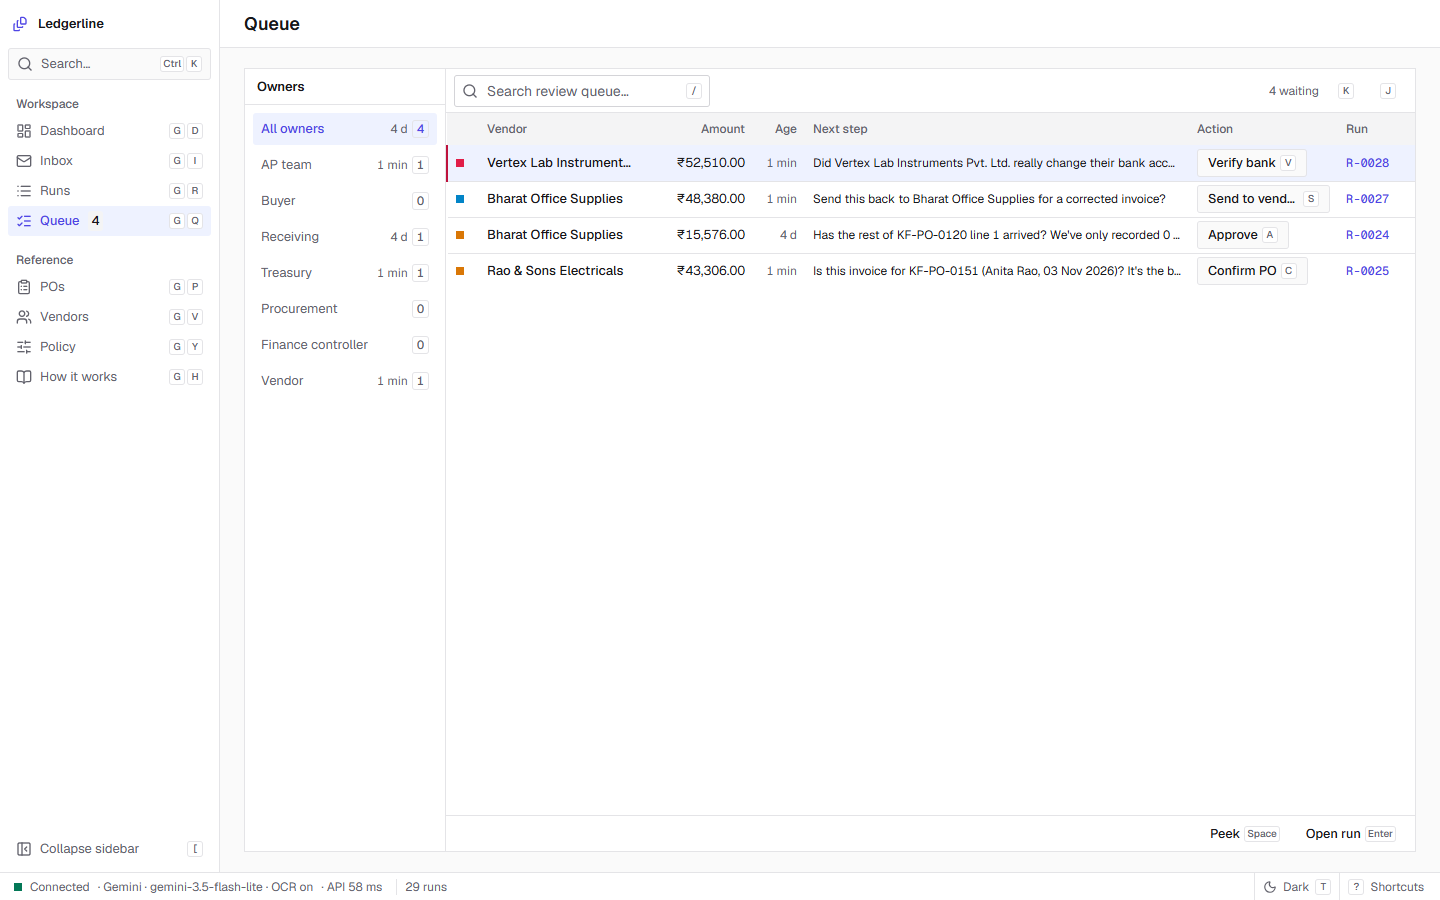 Ledgerline
Search... Ctrl K
Workspace
Dashboard G D
Inbox G I
Runs G R
Queue 4 G Q
Reference
POs G P
Vendors G V
Policy G Y
How it works G H
Collapse sidebar [
Queue
Owners
All owners 4 d 4
AP team 1 min 1
Buyer 0
Receiving 4 d 1
Treasury 1 min 1
Procurement 0
Finance controller 0
Vendor 1 min 1
Search review queue... / 4 waiting K J
Vendor Amount Age Next step Action Run
Vertex Lab Instrument... ₹52,510.00 1 min Did Vertex Lab Instruments Pvt. Ltd. really change their bank acc... Verify bank V R-0028
Bharat Office Supplies ₹48,380.00 1 min Send this back to Bharat Office Supplies for a corrected invoice? Send to vend... S R-0027
Bharat Office Supplies ₹15,576.00 4 d Has the rest of KF-PO-0120 line 1 arrived? We've only recorded 0 ... Approve A R-0024
Rao & Sons Electricals ₹43,306.00 1 min Is this invoice for KF-PO-0151 (Anita Rao, 03 Nov 2026)? It's the b... Confirm PO C R-0025
Peek Space Open run Enter
Connected · Gemini · gemini-3.5-flash-lite · OCR on · API 58 ms 29 runs Dark T ? Shortcuts